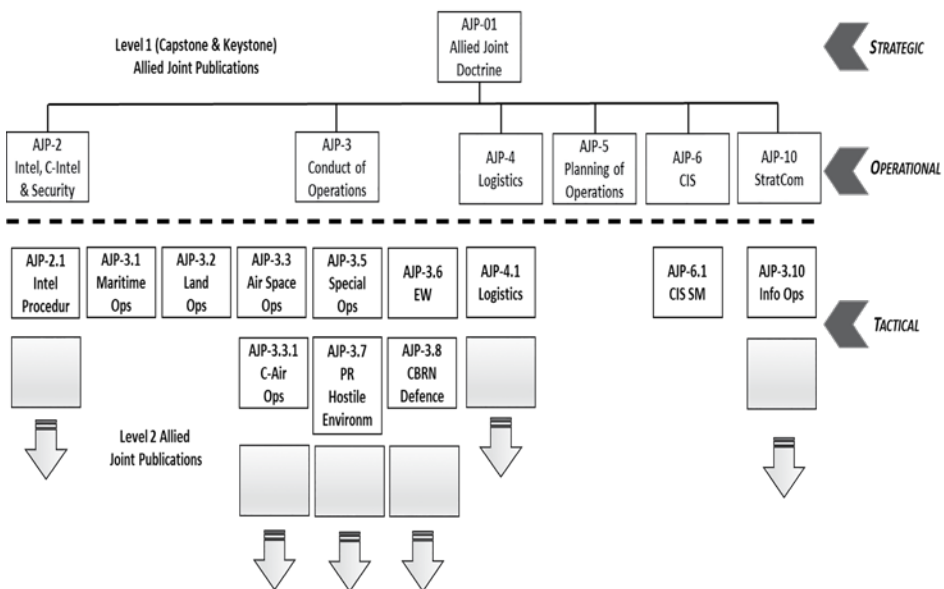 AJP-01
Allied Joint
Doctrine
Level 1 (Capstone & Keystone)
Allied Joint Publications
STRATEGIC
AJP-2
Intel, C-Intel
& Security
AJP-3
Conduct of
Operations
AJP-4
Logistics
AJP-5
Planning of
Operations
AJP-6
CIS
AJP-10
StratCom
OPERATIONAL
AJP-2.1
Intel
Procedur
AJP-3.1
Maritime
Ops
AJP-3.2
Land
Ops
AJP-3.3
Air Space
Ops
AJP-3.5
Special
Ops
AJP-3.6
EW
AJP-4.1
Logistics
AJP-6.1
CIS SM
AJP-3.10
Info Ops
TACTICAL
AJP-3.3.1
C-Air
Ops
AJP-3.7
PR
Hostile
Environm
AJP-3.8
CBRN
Defence
Level 2 Allied
Joint Publications